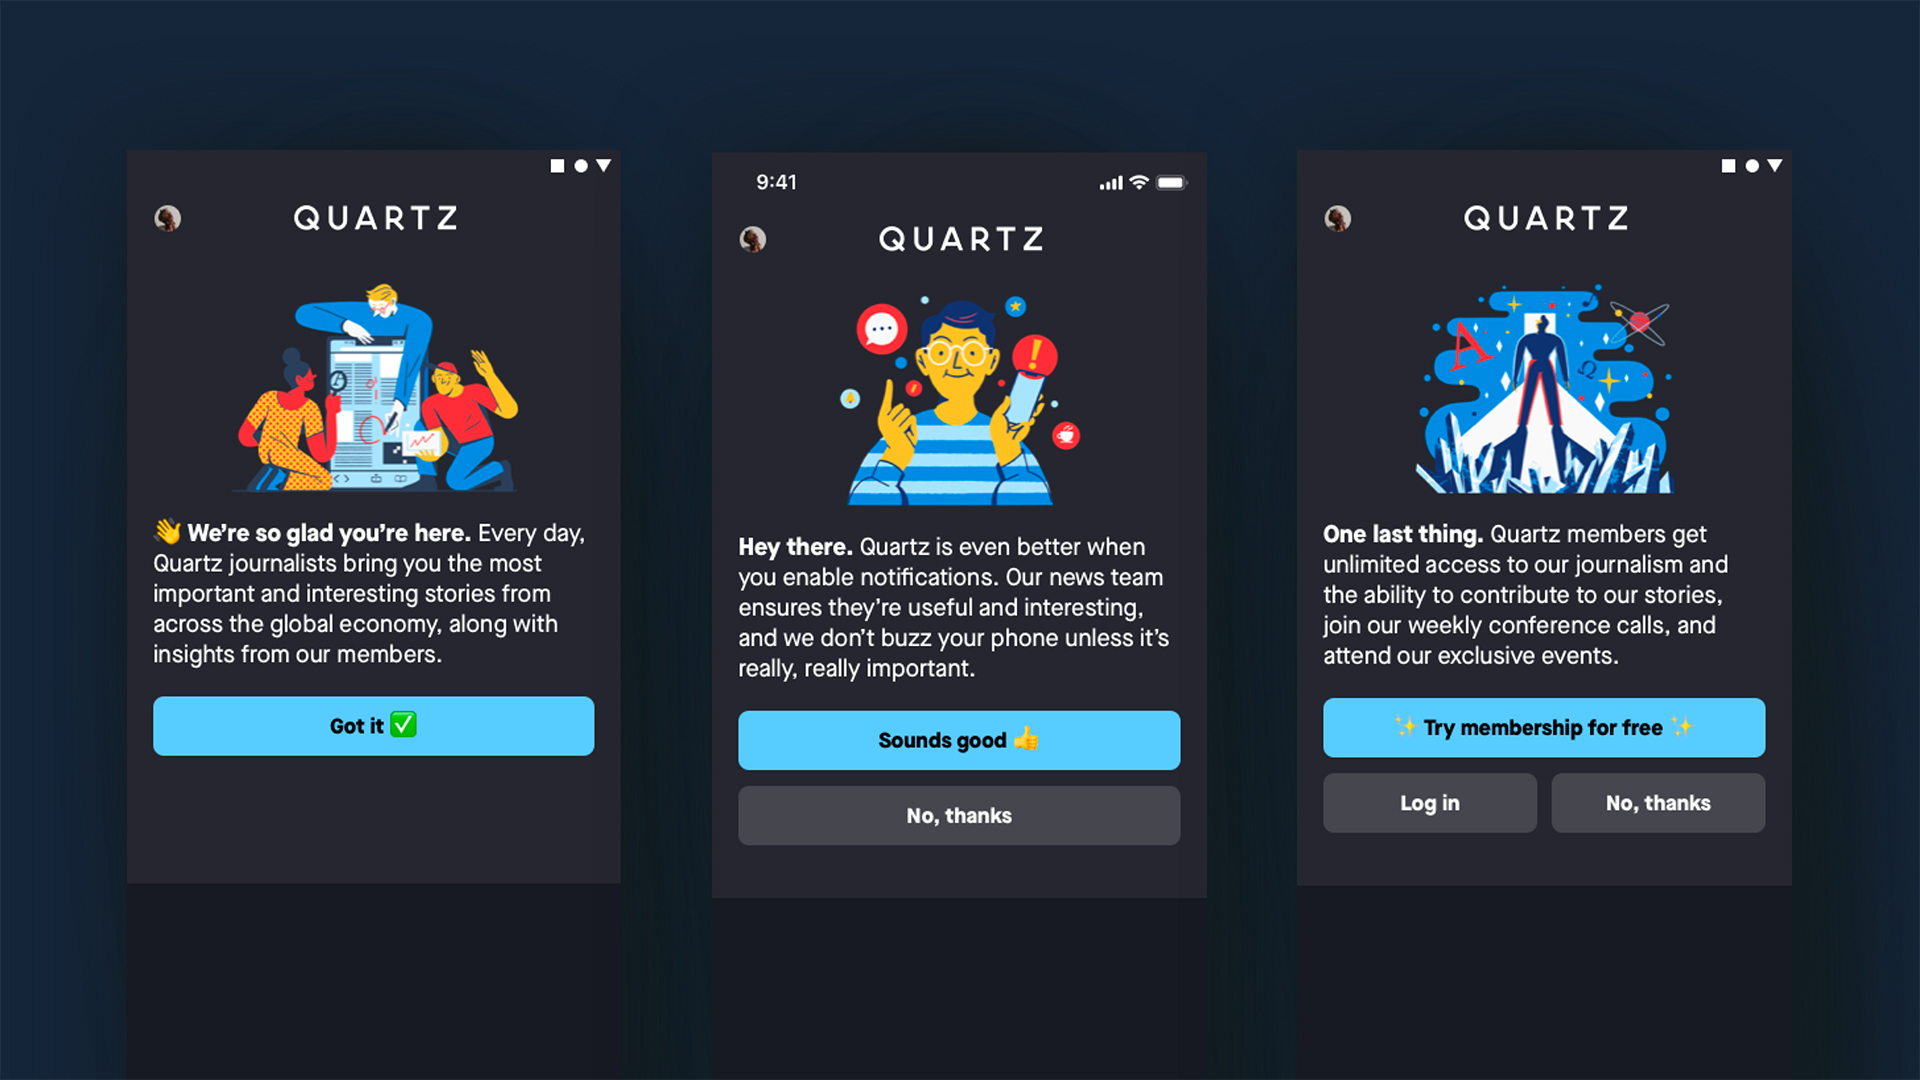 QUARTZ
👋 We're so glad you're here. Every day,
Quartz journalists bring you the most
important and interesting stories from
across the global economy, along with
insights from our members.
Got it ✅
9:41
QUARTZ
Hey there. Quartz is even better when
you enable notifications. Our news team
ensures they're useful and interesting,
and we don't buzz your phone unless it's
really, really important.
Sounds good 👍
No, thanks
QUARTZ
A
Ω
One last thing. Quartz members get
unlimited access to our journalism and
the ability to contribute to our stories,
join our weekly conference calls, and
attend our exclusive events.
✨ Try membership for free ✨
Log in
No, thanks